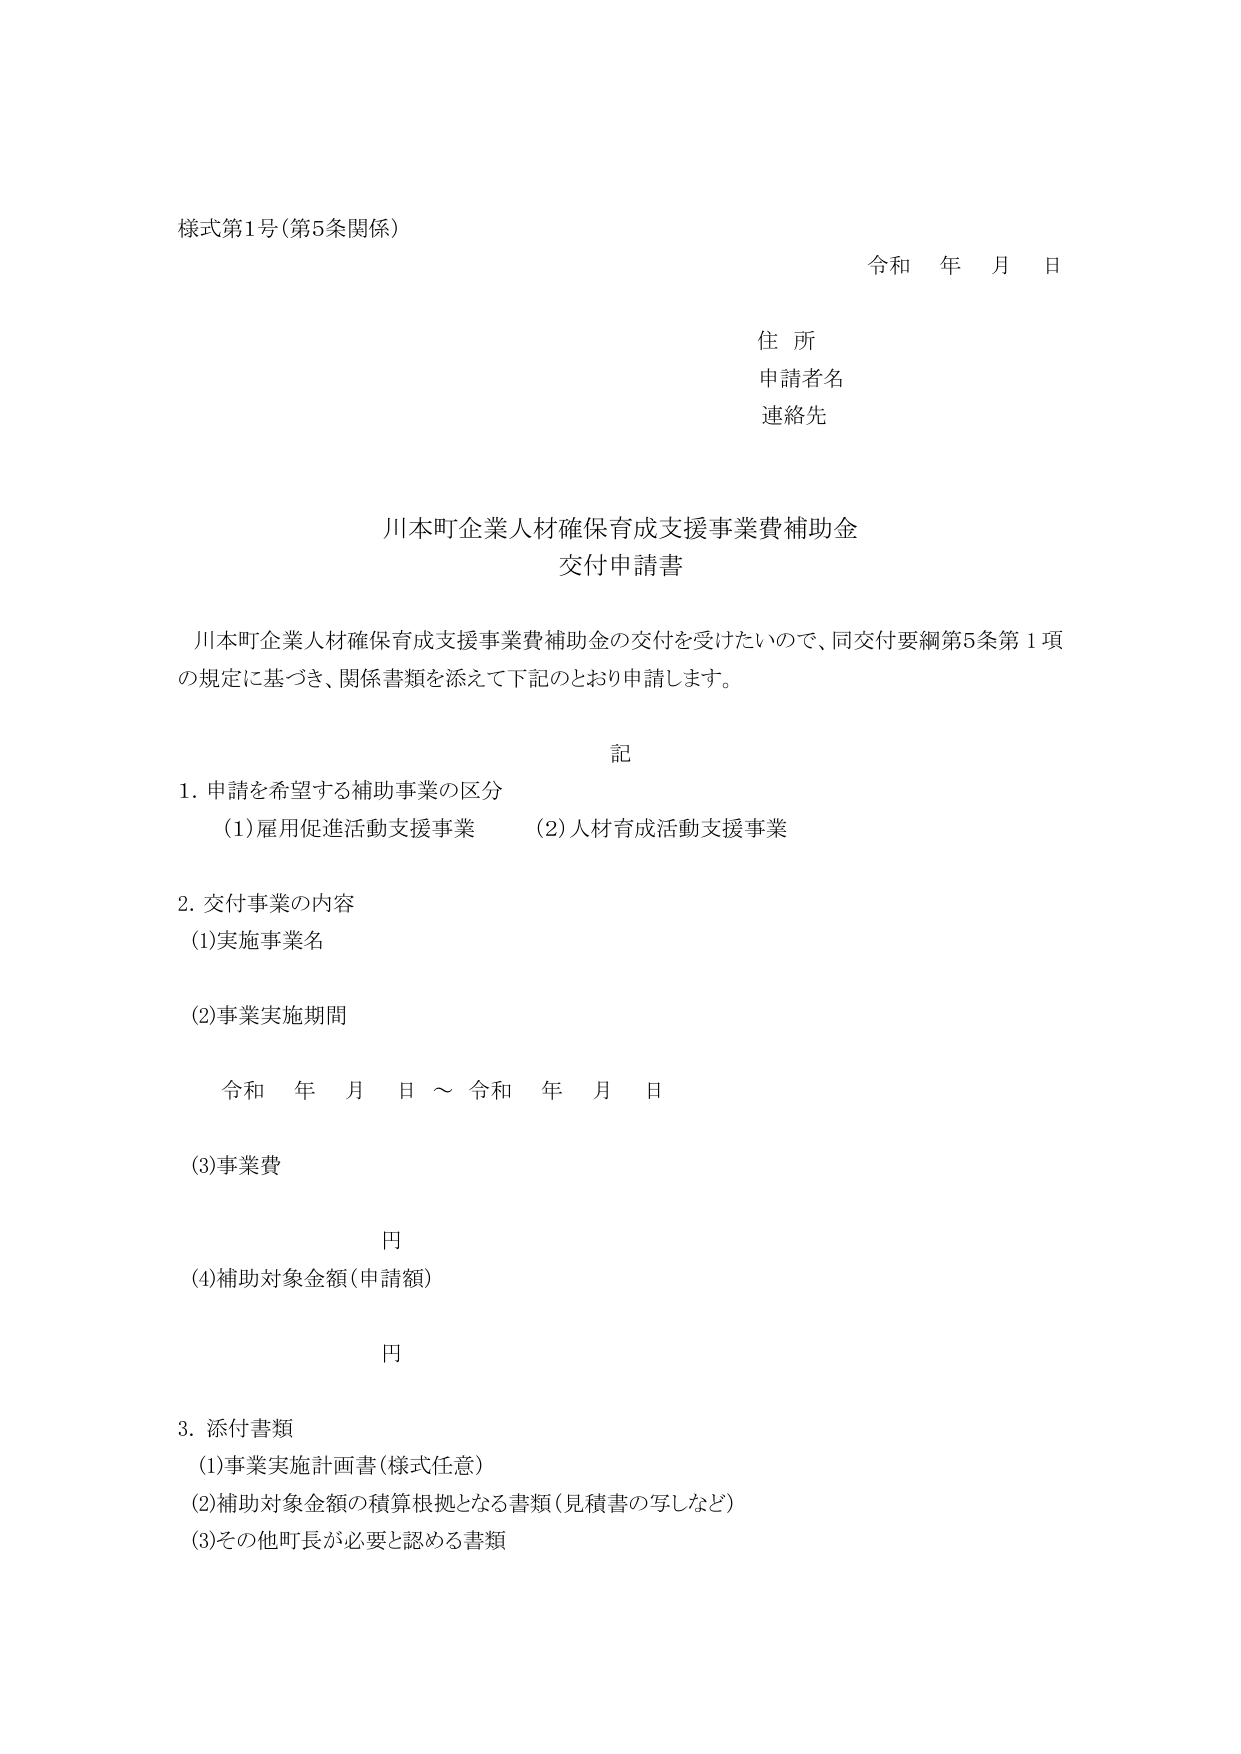 様式第1号（第5条関係）
令和　年　月　日
住　所
申請者名
連絡先
川本町企業人材確保育成支援事業費補助金
交付申請書
川本町企業人材確保育成支援事業費補助金の交付を受けたいので、同交付要綱第5条第１項
の規定に基づき、関係書類を添えて下記のとおり申請します。
記
1．申請を希望する補助事業の区分
（1）雇用促進活動支援事業　　（2）人材育成活動支援事業
2．交付事業の内容
(1)実施事業名
(2)事業実施期間
令和　年　月　日 ～ 令和　年　月　日
(3)事業費
円
(4)補助対象金額（申請額）
円
3．添付書類
(1)事業実施計画書（様式任意）
(2)補助対象金額の積算根拠となる書類（見積書の写しなど）
(3)その他町長が必要と認める書類